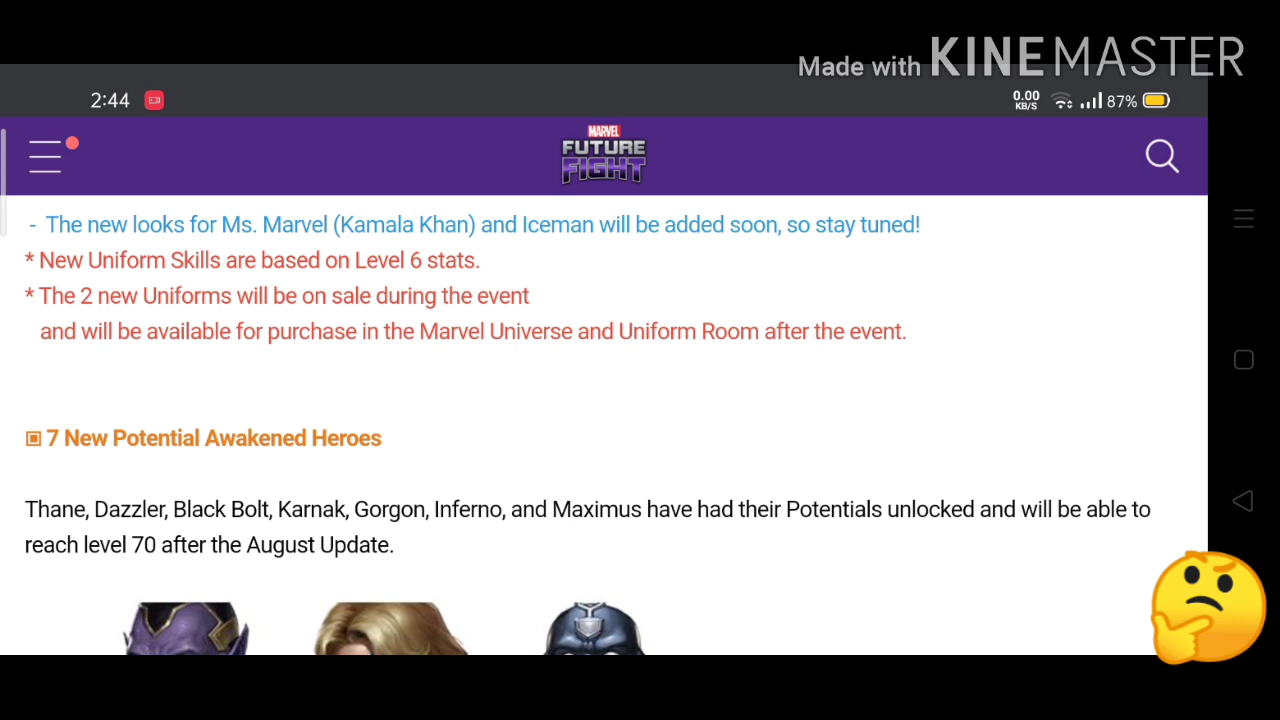 Made with KINEMASTER
2:44
0.00
KB/S
87%
MARVEL
FUTURE
FIGHT
- The new looks for Ms. Marvel (Kamala Khan) and Iceman will be added soon, so stay tuned!
* New Uniform Skills are based on Level 6 stats.
* The 2 new Uniforms will be on sale during the event
and will be available for purchase in the Marvel Universe and Uniform Room after the event.
7 New Potential Awakened Heroes
Thane, Dazzler, Black Bolt, Karnak, Gorgon, Inferno, and Maximus have had their Potentials unlocked and will be able to
reach level 70 after the August Update.